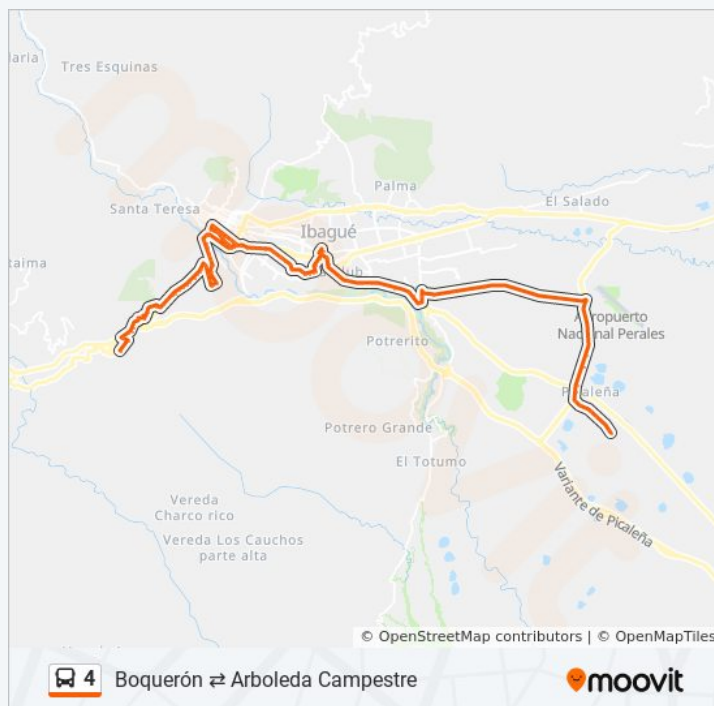 Tres Esquinas
Palma
El Salado
Santa Teresa
Ibagué
Aeropuerto
Nacional Perales
Potrerito
Picaleña
Potrero Grande
El Totumo
Vereda
Charco rico
Vereda Los Cauchos
parte alta
Variante de Picaleña
© OpenStreetMap contributors | © OpenMapTiles
4 Boquerón ⇄ Arboleda Campestre
moovit